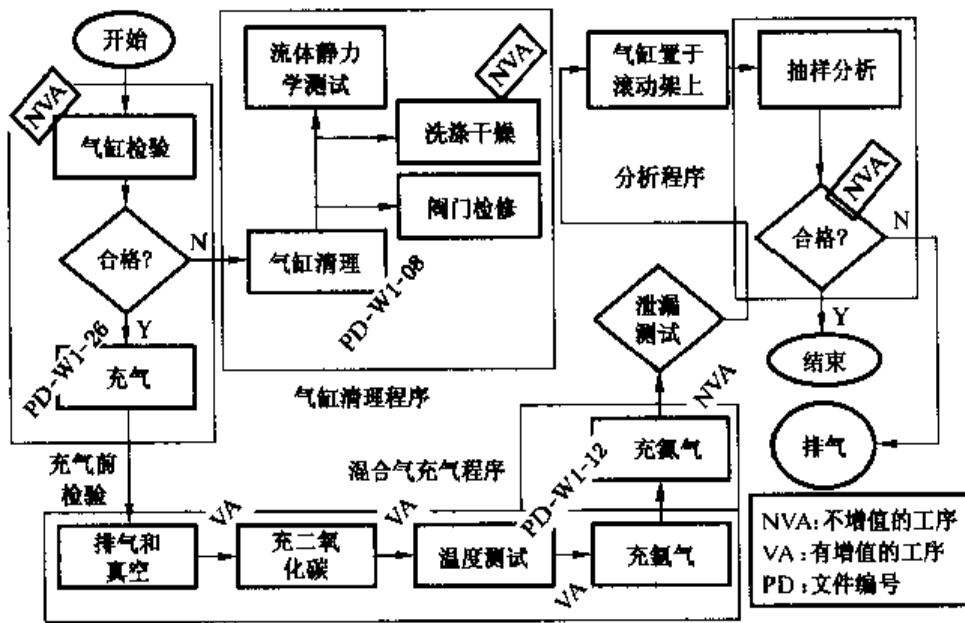 开始
NVA
气缸检验
合格?
N
Y
充气
PD-W1-26
充气前
检验
流体静力
学测试
NVA
洗涤干燥
阀门检修
气缸清理
PD-W1-08
气缸清理程序
气缸置于
滚动架上
分析程序
抽样分析
NVA
合格?
N
Y
结束
排气
泄漏
测试
NVA
充氮气
混合气充气程序
PD-W1-12
VA
VA
VA
排气和
真空
充二氧
化碳
温度测试
充氦气
NVA:不增值的工序
VA:有增值的工序
PD:文件编号